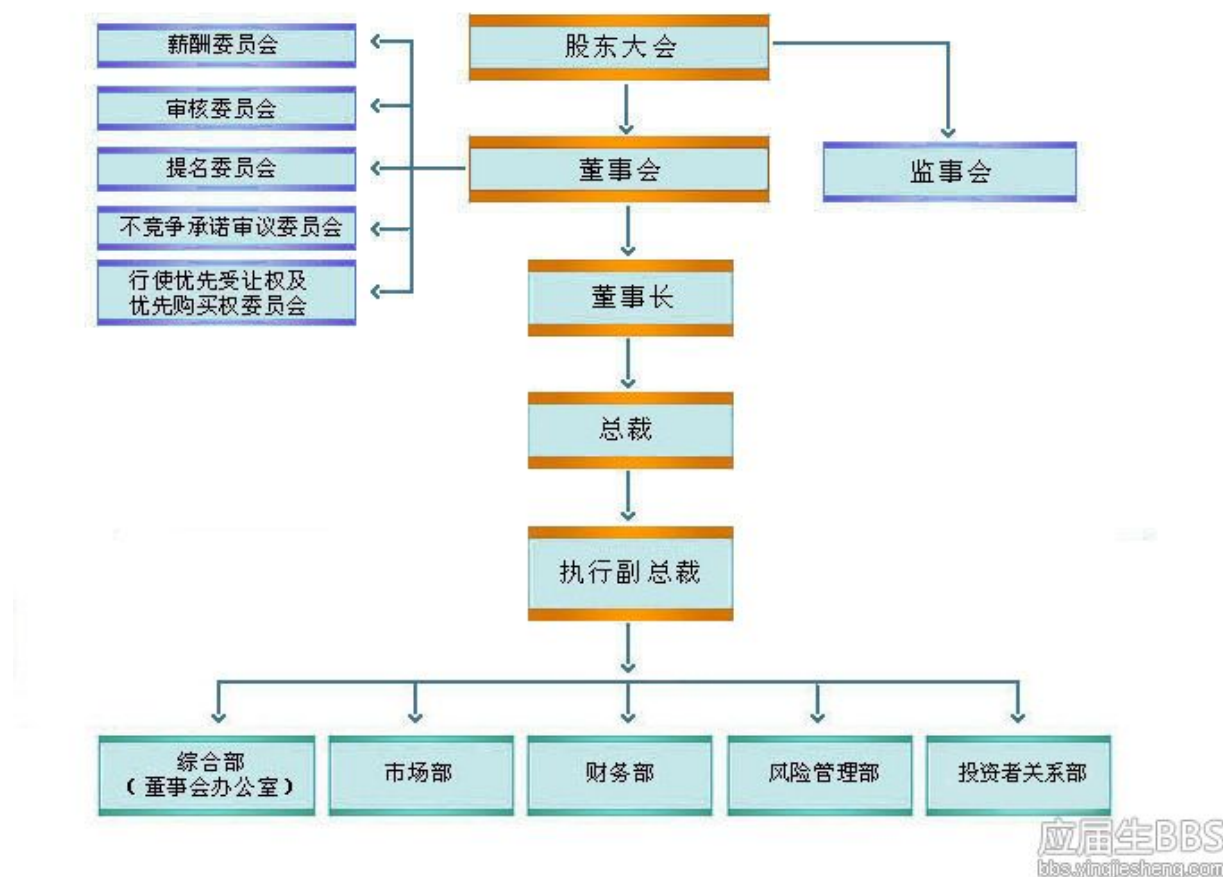 薪酬委员会
股东大会
审核委员会
提名委员会
董事会
监事会
不竞争承诺审议委员会
行使优先受让权及
优先购买权委员会
董事长
总裁
执行副总裁
综合部
（董事会办公室）
市场部
财务部
风险管理部
投资者关系部
应届生BBS
bbs.yingjiesheng.com